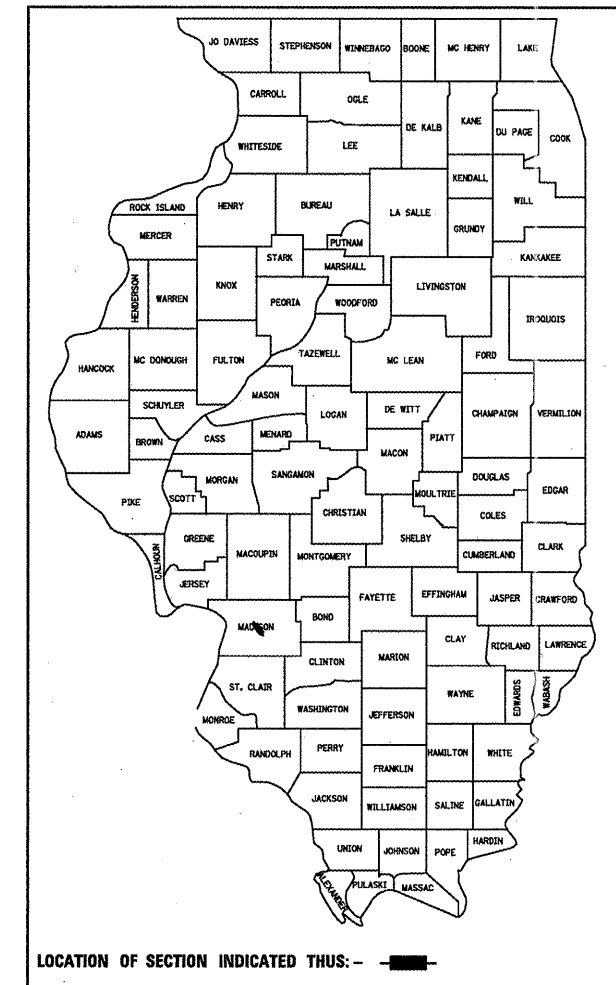 JO DAVIESS STEPHENSON WINNEBAGO BOONE MC HENRY LAKE
CARROLL OGLE DE KALB KANE DU PAGE COOK
WHITESIDE LEE KENDALL WILL
ROCK ISLAND HENRY BUREAU LA SALLE GRUNDY
MERCER STARK PUTNAM MARSHALL KANKAKEE
HENDERSON WARREN KNOX PEORIA WOODFORD LIVINGSTON IROQUOIS
HANCOCK MC DONOUGH FULTON TAZEWELL MC LEAN FORD
SCHUYLER MASON LOGAN DE WITT CHAMPAIGN VERMILION
ADAMS BROWN CASS MENARD MACON PIATT
PIKE SCOTT MORGAN SANGAMON CHRISTIAN MOULTRIE DOUGLAS EDGAR
COLES
CALHOUN GREENE MACOUPIN MONTGOMERY SHELBY CUMBERLAND CLARK
JERSEY FAYETTE EFFINGHAM JASPER CRAWFORD
MADISON BOND CLAY RICHLAND LAWRENCE
CLINTON MARION
ST. CLAIR WASHINGTON WAYNE EDWARDS WABASH
MONROE JEFFERSON
RANDOLPH PERRY HAMILTON WHITE
FRANKLIN
JACKSON WILLIAMSON SALINE GALLATIN
UNION JOHNSON POPE HARDIN
ALEXANDER PULASKI MASSAC
LOCATION OF SECTION INDICATED THUS: -